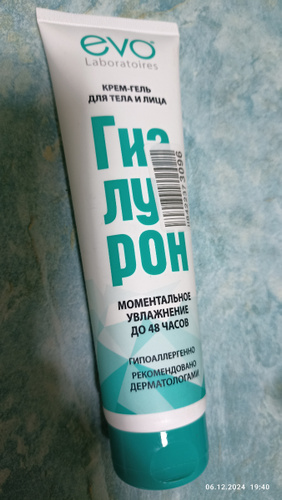 evo
Laboratoires
КРЕМ-ГЕЛЬ
ДЛЯ ТЕЛА И ЛИЦА
Гиа
лу
рон
МОМЕНТАЛЬНОЕ
УВЛАЖНЕНИЕ
ДО 48 ЧАСОВ
ГИПОАЛЛЕРГЕННО
РЕКОМЕНДОВАНО
ДЕРМАТОЛОГАМИ
06.12.2024 19:40